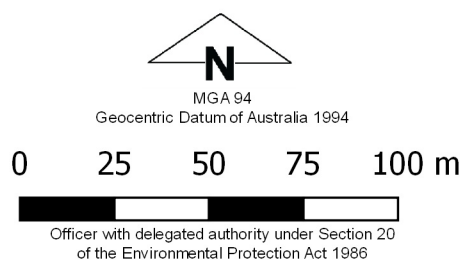 N
MGA 94
Geocentric Datum of Australia 1994
0 25 50 75 100 m
Officer with delegated authority under Section 20
of the Environmental Protection Act 1986